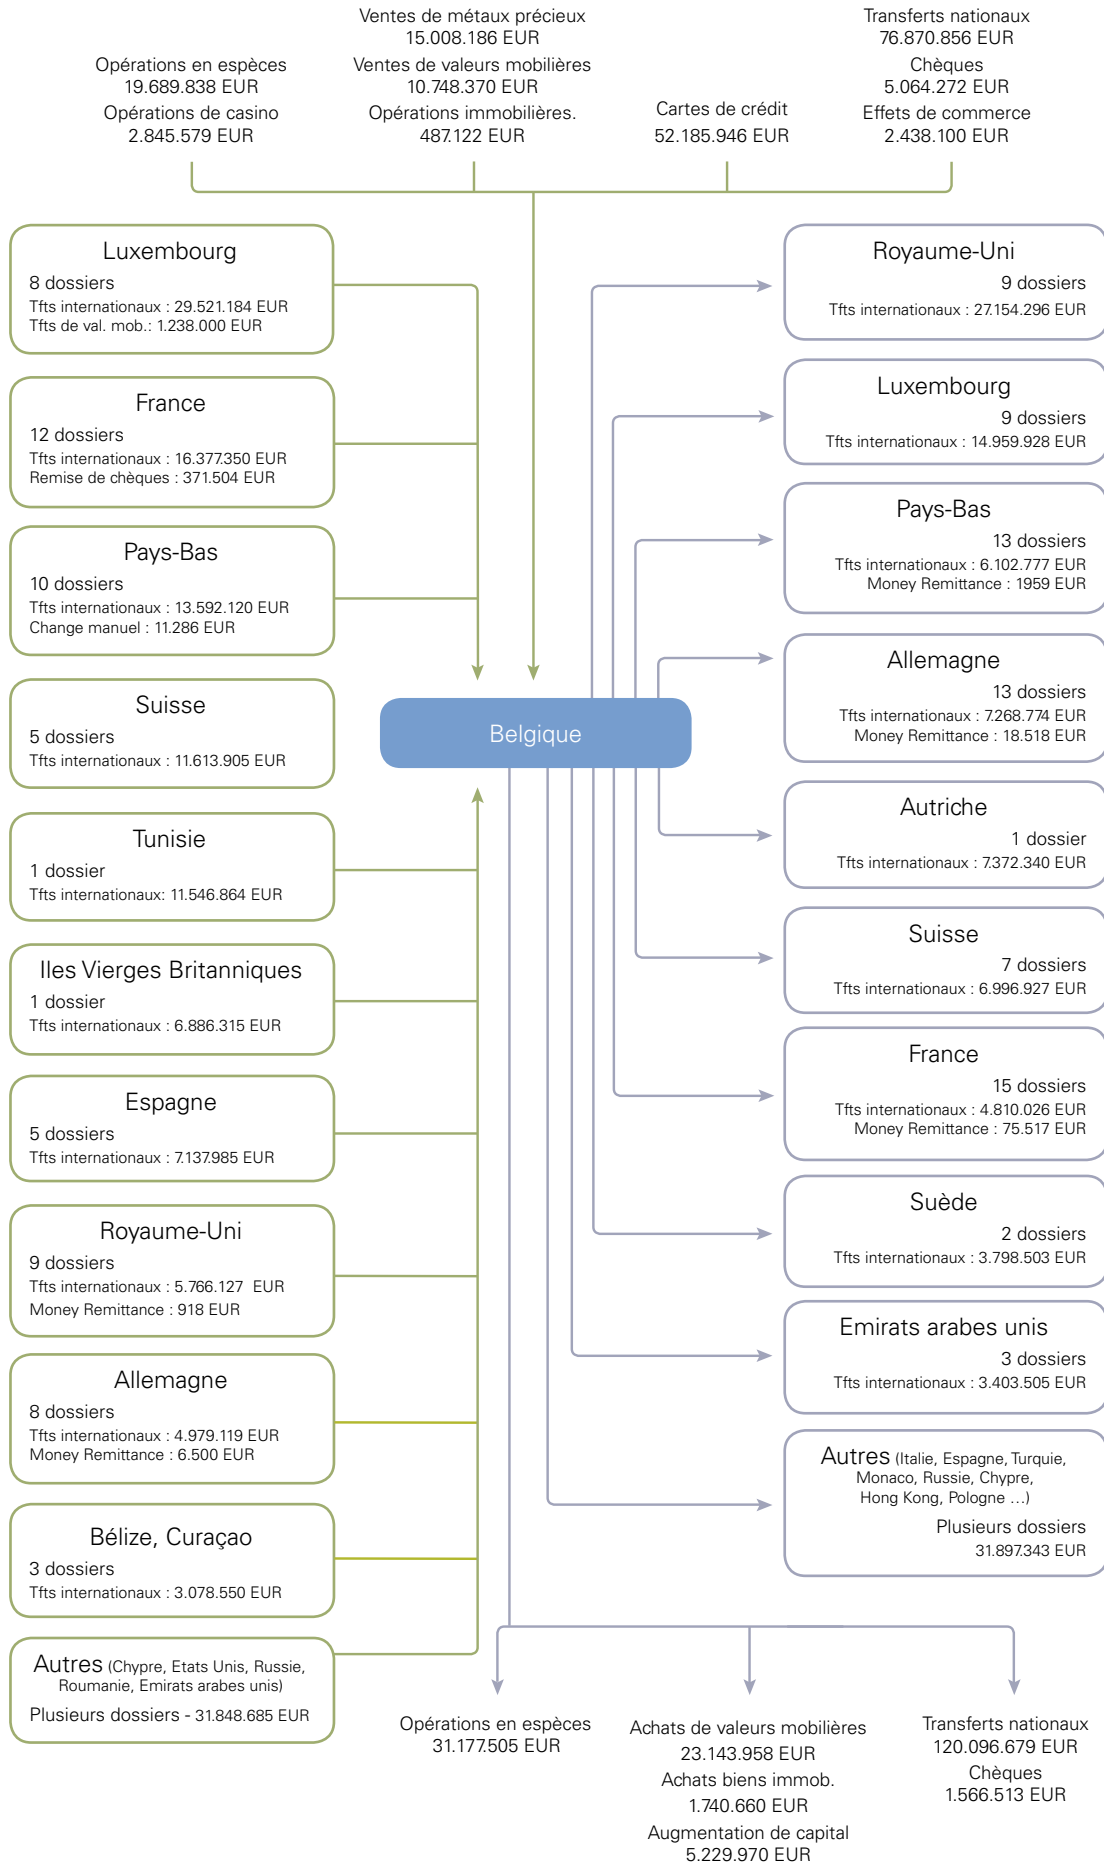 Ventes de métaux précieux
15.008.186 EUR
Transferts nationaux
76.870.856 EUR
Opérations en espèces
19.689.838 EUR
Ventes de valeurs mobilières
10.748.370 EUR
Chèques
5.064.272 EUR
Opérations de casino
2.845.579 EUR
Opérations immobilières.
487.122 EUR
Cartes de crédit
52.185.946 EUR
Effets de commerce
2.438.100 EUR
Luxembourg
8 dossiers
Tfts internationaux : 29.521.184 EUR
Tfts de val. mob.: 1.238.000 EUR
France
12 dossiers
Tfts internationaux : 16.377.350 EUR
Remise de chèques : 371.504 EUR
Pays-Bas
10 dossiers
Tfts internationaux : 13.592.120 EUR
Change manuel : 11.286 EUR
Suisse
5 dossiers
Tfts internationaux : 11.613.905 EUR
Tunisie
1 dossier
Tfts internationaux: 11.546.864 EUR
Iles Vierges Britanniques
1 dossier
Tfts internationaux : 6.886.315 EUR
Espagne
5 dossiers
Tfts internationaux : 7.137.985 EUR
Royaume-Uni
9 dossiers
Tfts internationaux : 5.766.127 EUR
Money Remittance : 918 EUR
Allemagne
8 dossiers
Tfts internationaux : 4.979.119 EUR
Money Remittance : 6.500 EUR
Bélize, Curaçao
3 dossiers
Tfts internationaux : 3.078.550 EUR
Autres (Chypre, Etats Unis, Russie,
Roumanie, Emirats arabes unis)
Plusieurs dossiers - 31.848.685 EUR
Belgique
Royaume-Uni
9 dossiers
Tfts internationaux : 27.154.296 EUR
Luxembourg
9 dossiers
Tfts internationaux : 14.959.928 EUR
Pays-Bas
13 dossiers
Tfts internationaux : 6.102.777 EUR
Money Remittance : 1959 EUR
Allemagne
13 dossiers
Tfts internationaux : 7.268.774 EUR
Money Remittance : 18.518 EUR
Autriche
1 dossier
Tfts internationaux : 7.372.340 EUR
Suisse
7 dossiers
Tfts internationaux : 6.996.927 EUR
France
15 dossiers
Tfts internationaux : 4.810.026 EUR
Money Remittance : 75.517 EUR
Suède
2 dossiers
Tfts internationaux : 3.798.503 EUR
Emirats arabes unis
3 dossiers
Tfts internationaux : 3.403.505 EUR
Autres (Italie, Espagne, Turquie,
Monaco, Russie, Chypre,
Hong Kong, Pologne ...)
Plusieurs dossiers
31.897.343 EUR
Opérations en espèces
31.177.505 EUR
Achats de valeurs mobilières
23.143.958 EUR
Achats biens immob.
1.740.660 EUR
Augmentation de capital
5.229.970 EUR
Transferts nationaux
120.096.679 EUR
Chèques
1.566.513 EUR